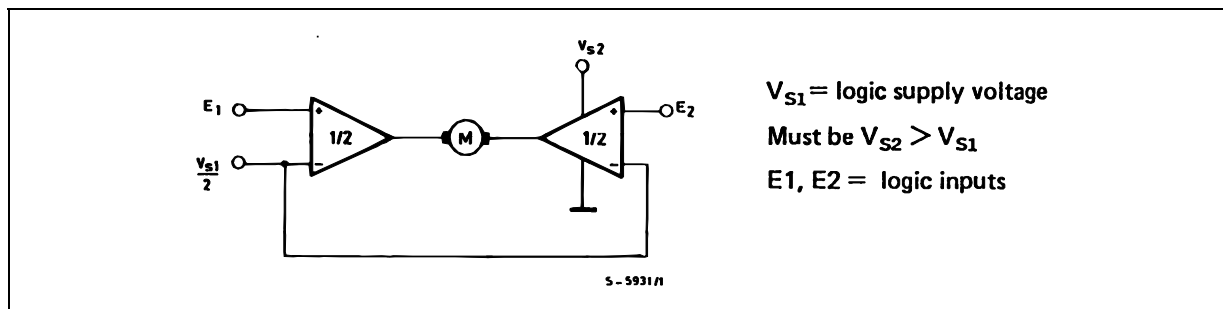 Vs2
E1
+
1/2
M
1/2
+
E2
Vs1
2
-
-
S-5931/1
VS1 = logic supply voltage
Must be VS2 > VS1
E1, E2 = logic inputs